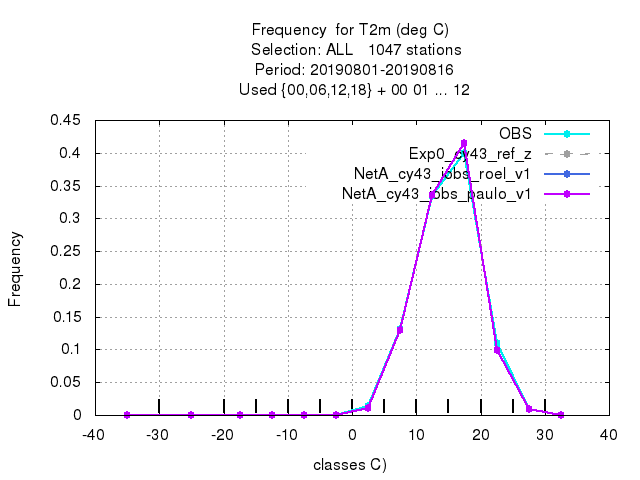 Frequency  for T2m (deg C)
Selection: ALL   1047 stations
Period: 20190801-20190816
Used {00,06,12,18} + 00 01 ... 12
0.45
0.4
0.35
0.3
0.25
0.2
0.15
0.1
0.05
0
OBS
Exp0_cy43_ref_z
NetA_cy43_iobs_roel_v1
NetA_cy43_iobs_paulo_v1
Frequency
-40 -30 -20 -10 0 10 20 30 40
classes C)